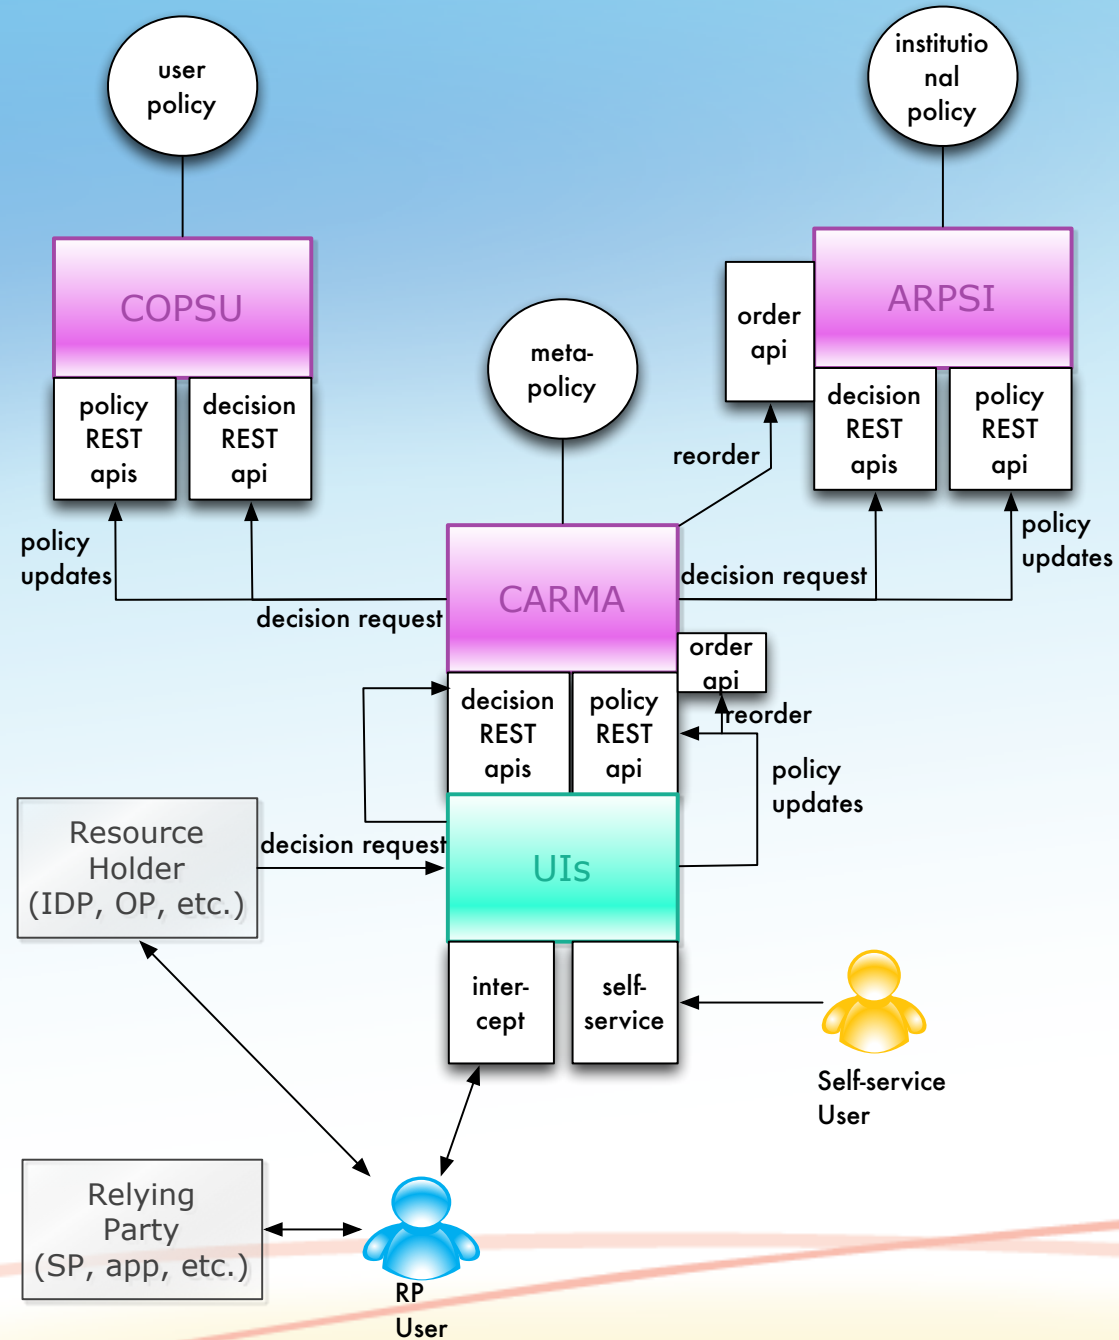 user
policy
institutio
nal
policy
COPSU
ARPSI
order
api
meta-
policy
policy
REST
apis
decision
REST
api
decision
REST
apis
policy
REST
api
reorder
policy
updates
policy
updates
decision request
decision request
CARMA
order
api
reorder
decision
REST
apis
policy
REST
api
policy
updates
Resource
Holder
(IDP, OP, etc.)
decision request
UIs
inter-
cept
self-
service
Self-service
User
Relying
Party
(SP, app, etc.)
RP
User